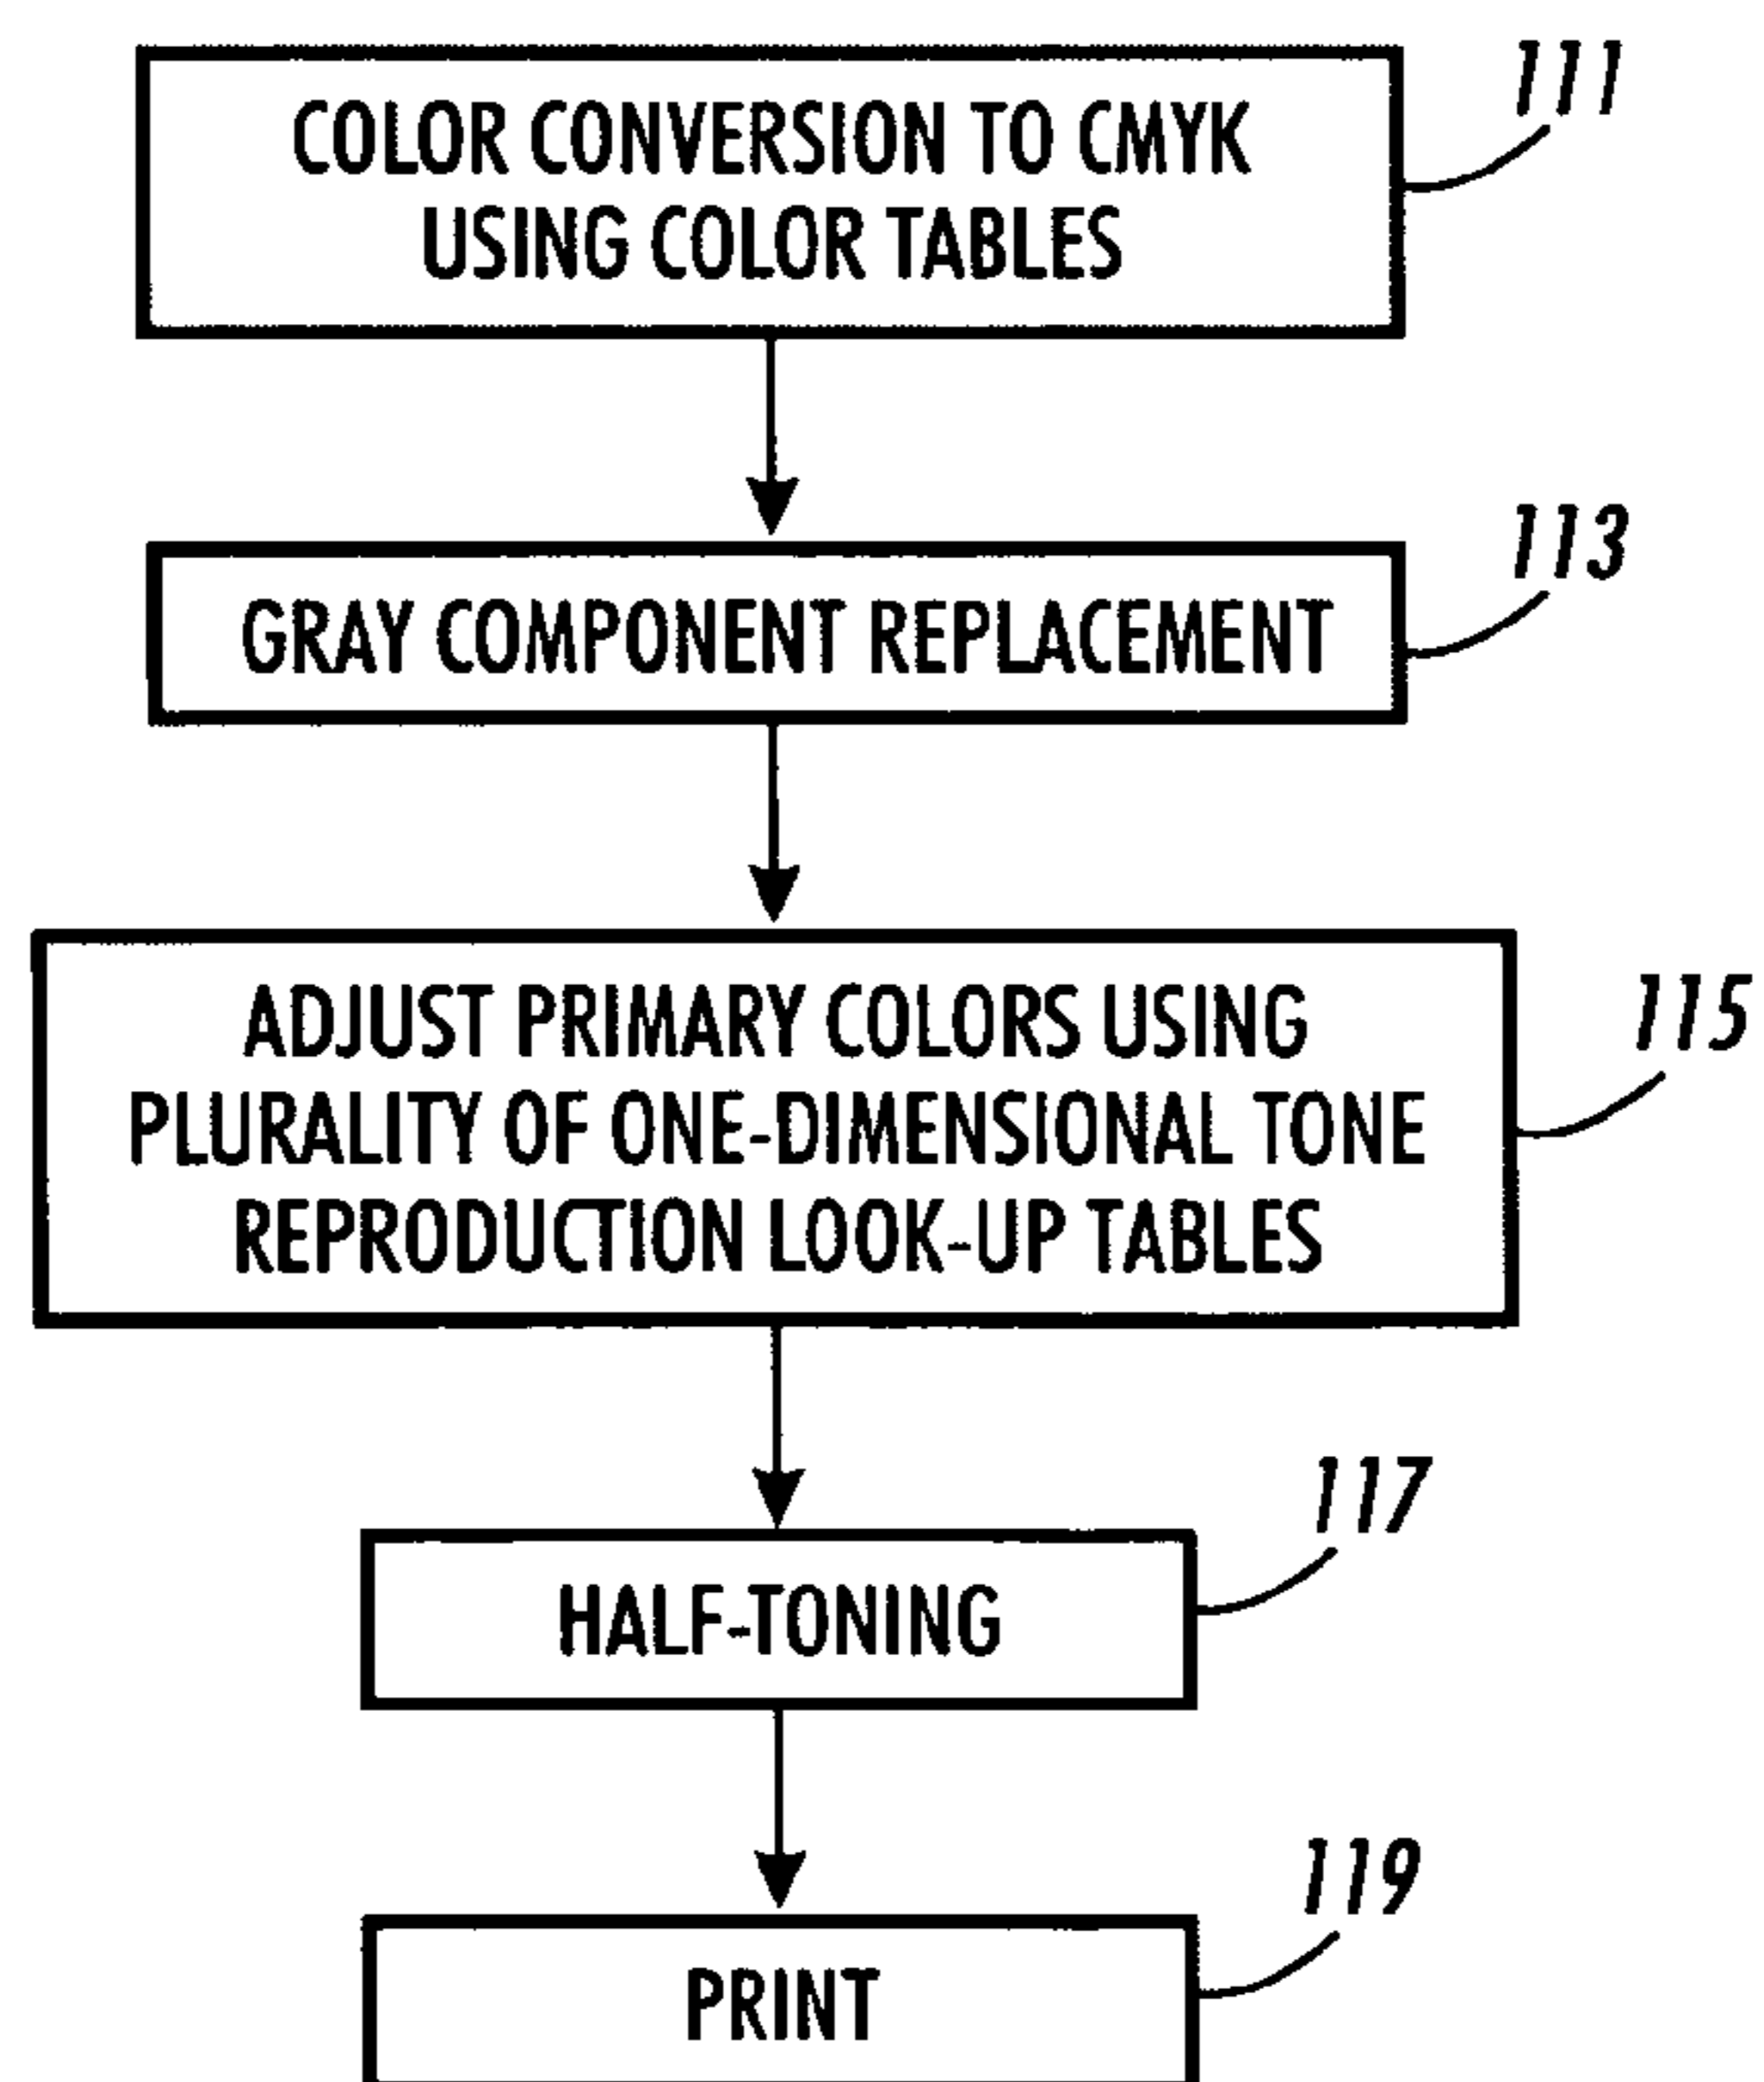 111
COLOR CONVERSION TO CMYK
USING COLOR TABLES
113
GRAY COMPONENT REPLACEMENT
115
ADJUST PRIMARY COLORS USING
PLURALITY OF ONE-DIMENSIONAL TONE
REPRODUCTION LOOK-UP TABLES
117
HALF-TONING
119
PRINT